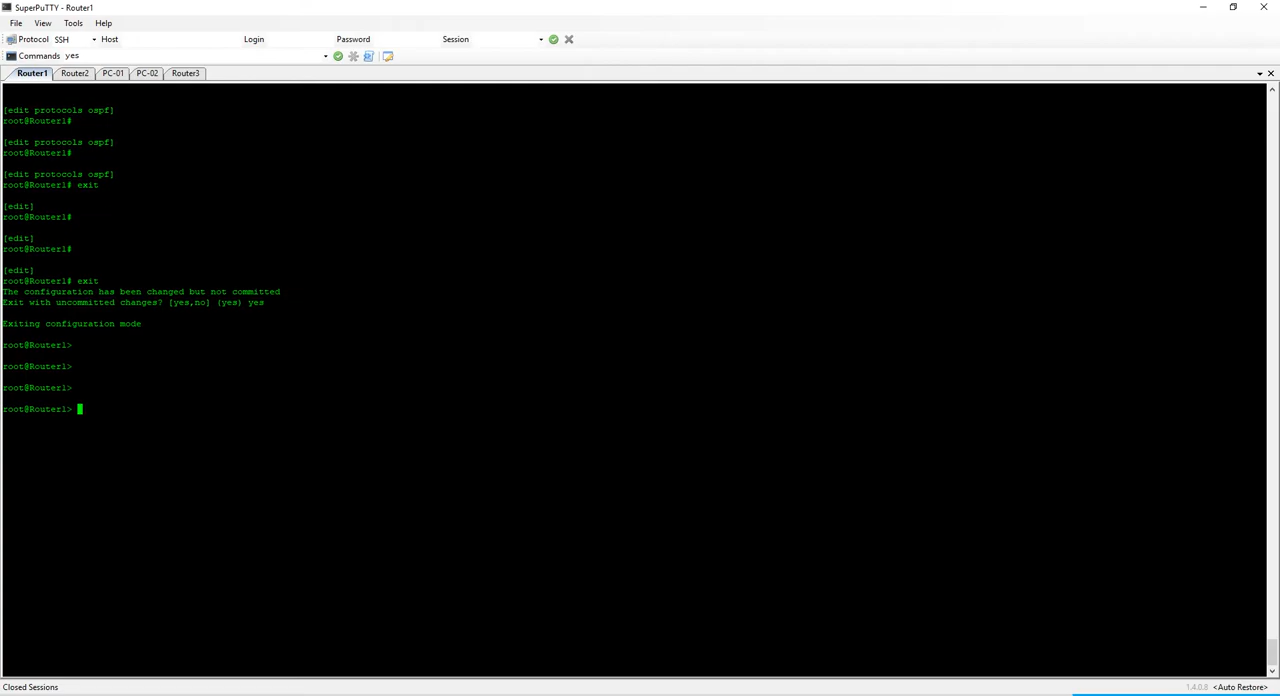 SuperPuTTY - Router1
File View Tools Help
Protocol SSH Host Login Password Session
Commands yes
Router1 Router2 PC-01 PC-02 Router3
[edit protocols ospf]
root@Router1#
[edit protocols ospf]
root@Router1#
[edit protocols ospf]
root@Router1# exit
[edit]
root@Router1#
[edit]
root@Router1#
[edit]
root@Router1# exit
The configuration has been changed but not committed
Exit with uncommitted changes? [yes,no] (yes) yes
Exiting configuration mode
root@Router1>
root@Router1>
root@Router1>
root@Router1>
Closed Sessions 1.4.0.8 <Auto Restore>